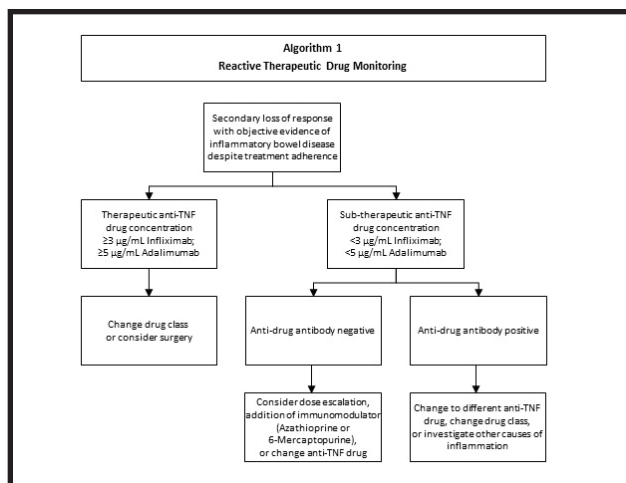 Algorithm 1
Reactive Therapeutic Drug Monitoring
Secondary loss of response
with objective evidence of
inflammatory bowel disease
despite treatment adherence
Therapeutic anti-TNF
drug concentration
≥3 µg/mL Infliximab;
≥5 µg/mL Adalimumab
Sub-therapeutic anti-TNF
drug concentration
<3 µg/mL Infliximab;
<5 µg/mL Adalimumab
Change drug class
or consider surgery
Anti-drug antibody negative
Anti-drug antibody positive
Consider dose escalation,
addition of immunomodulator
(Azathioprine or
6-Mercaptopurine),
or change anti-TNF drug
Change to different anti-TNF
drug, change drug class,
or investigate other causes of
inflammation